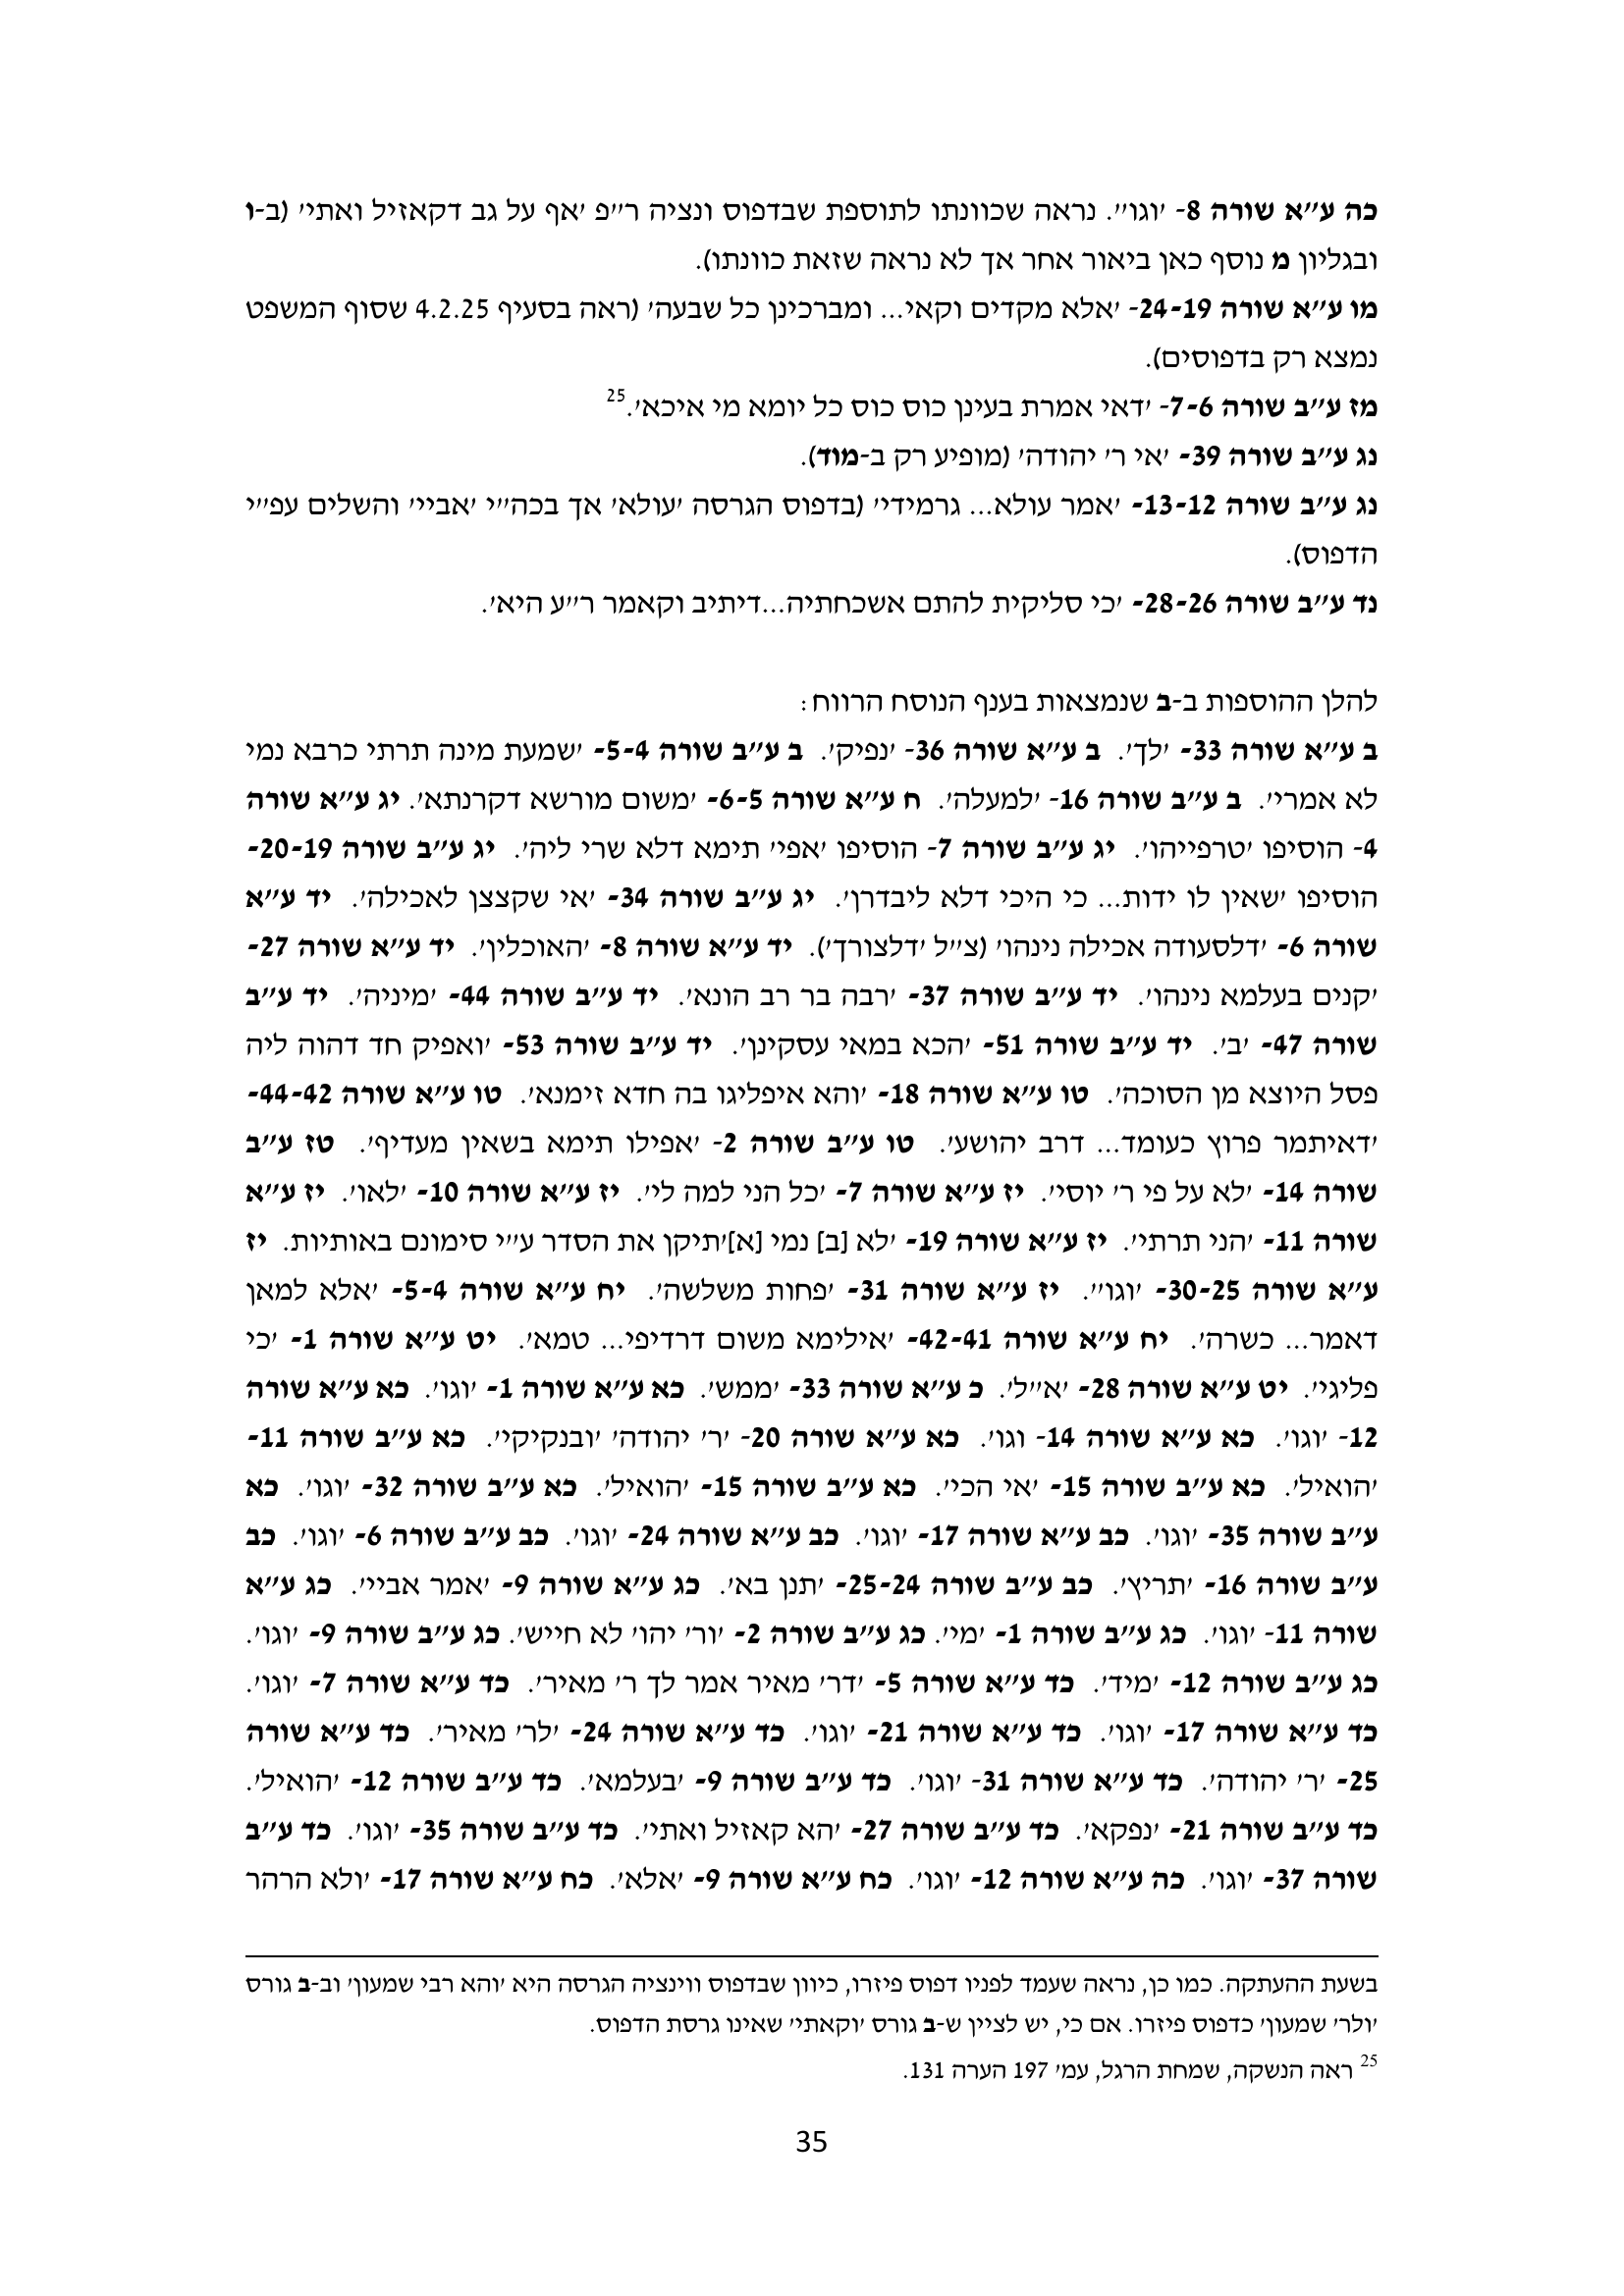 כה ע״א שורה 8- ׳וגו׳׳. נראה שכוונתו לתוספת שבדפוס ונציה ר״פ ׳אף על גב דקאזיל ואתי׳ (ב-ו
ובגליון מ נוסף כאן ביאור אחר אך לא נראה שזאת כוונתו).
מו ע״א שורה 24-19- ׳אלא מקדים וקאי... ומברכינן כל שבעה׳ (ראה בסעיף 4.2.25 שסוף המשפט
נמצא רק בדפוסים).
מז ע״ב שורה 7-6- ׳דאי אמרת בעינן כוס כוס כל יומא מי איכא׳.25
נג ע״ב שורה 39- ׳אי ר׳ יהודה׳ (מופיע רק ב-מוד).
נג ע״ב שורה 13-12- ׳אמר עולא... גרמידי׳ (בדפוס הגרסה ׳עולא׳ אך בכה״י ׳אביי׳ והשלים עפ״י
הדפוס).
נד ע״ב שורה 28-26- ׳כי סליקית להתם אשכחתיה...דיתיב וקאמר ר״ע היא׳.
להלן ההוספות ב-ב שנמצאות בענף הנוסח הרווח:
ב ע״א שורה 33- ׳לך׳. ב ע״א שורה 36- ׳נפיק׳. ב ע״ב שורה 5-4- ׳שמעת מינה תרתי כרבא נמי
לא אמרי׳. ב ע״ב שורה 16- ׳למעלה׳. ח ע״א שורה 6-5- ׳משום מורשא דקרנתא׳. יג ע״א שורה
4- הוסיפו ׳טרפייהו׳. יג ע״ב שורה 7- הוסיפו ׳אפי׳ תימא דלא שרי ליה׳. יג ע״ב שורה 20-19-
הוסיפו ׳שאין לו ידות... כי היכי דלא ליבדרן׳. יג ע״ב שורה 34- ׳אי שקצצן לאכילה׳. יד ע״א
שורה 6- ׳דלסעודה אכילה נינהו׳ (צ״ל ׳דלצורך׳). יד ע״א שורה 8- ׳האוכלין׳. יד ע״א שורה 27-
׳קנים בעלמא נינהו׳. יד ע״ב שורה 37- ׳רבה בר רב הונא׳. יד ע״ב שורה 44- ׳מיניה׳. יד ע״ב
שורה 47- ׳ב׳. יד ע״ב שורה 51- ׳הכא במאי עסקינן׳. יד ע״ב שורה 53- ׳ואפיק חד דהוה ליה
פסל היוצא מן הסוכה׳. טו ע״א שורה 18- ׳והא איפליגו בה חדא זימנא׳. טו ע״א שורה 44-42-
׳דאיתמר פרוץ כעומד... דרב יהושע׳. טו ע״ב שורה 2- ׳אפילו תימא בשאין מעדיף׳. טז ע״ב
שורה 14- ׳לא על פי ר׳ יוסי׳. יז ע״א שורה 7- ׳כל הני למה לי׳. יז ע״א שורה 10- ׳לאו׳. יז ע״א
שורה 11- ׳הני תרתי׳. יז ע״א שורה 19- ׳לא [ב] נמי [א]׳תיקן את הסדר ע״י סימונם באותיות. יז
ע״א שורה 30-25- ׳וגו׳׳. יז ע״א שורה 31- ׳פחות משלשה׳. יח ע״א שורה 5-4- ׳אלא למאן
דאמר... כשרה׳. יח ע״א שורה 42-41- ׳אילימא משום דרדיפי... טמא׳. יט ע״א שורה 1- ׳כי
פליגי׳. יט ע״א שורה 28- ׳א״ל׳. כ ע״א שורה 33- ׳ממש׳. כא ע״א שורה 1- ׳וגו׳. כא ע״א שורה
12- ׳וגו׳. כא ע״א שורה 14- וגו׳. כא ע״א שורה 20- ׳ר׳ יהודה׳ ׳ובנקיקי׳. כא ע״ב שורה 11-
׳הואיל׳. כא ע״ב שורה 15- ׳אי הכי׳. כא ע״ב שורה 15- ׳הואיל׳. כא ע״ב שורה 32- ׳וגו׳. כא
ע״ב שורה 35- ׳וגו׳. כב ע״א שורה 17- ׳וגו׳. כב ע״א שורה 24- ׳וגו׳. כב ע״ב שורה 6- ׳וגו׳. כב
ע״ב שורה 16- ׳תריץ׳. כב ע״ב שורה 25-24- ׳תנן בא׳. כג ע״א שורה 9- ׳אמר אביי׳. כג ע״א
שורה 11- ׳וגו׳. כג ע״ב שורה 1- ׳מי׳. כג ע״ב שורה 2- ׳ור׳ יהו׳ לא חייש׳. כג ע״ב שורה 9- ׳וגו׳.
כג ע״ב שורה 12- ׳מיד׳. כד ע״א שורה 5- ׳דר׳ מאיר אמר לך ר׳ מאיר׳. כד ע״א שורה 7- ׳וגו׳.
כד ע״א שורה 17- ׳וגו׳. כד ע״א שורה 21- ׳וגו׳. כד ע״א שורה 24- ׳לר׳ מאיר׳. כד ע״א שורה
25- ׳ר׳ יהודה׳. כד ע״א שורה 31- ׳וגו׳. כד ע״ב שורה 9- ׳בעלמא׳. כד ע״ב שורה 12- ׳הואיל׳.
כד ע״ב שורה 21- ׳נפקא׳. כד ע״ב שורה 27- ׳הא קאזיל ואתי׳. כד ע״ב שורה 35- ׳וגו׳. כד ע״ב
שורה 37- ׳וגו׳. כה ע״א שורה 12- ׳וגו׳. כח ע״א שורה 9- ׳אלא׳. כח ע״א שורה 17- ׳ולא הרהר
בשעת ההעתקה. כמו כן, נראה שעמד לפניו דפוס פיזרו, כיוון שבדפוס ווינציה הגרסה היא ׳והא רבי שמעון׳ וב-ב גורס
׳ולר׳ שמעון׳ כדפוס פיזרו. אם כי, יש לציין ש-ב גורס ׳וקאתי׳ שאינו גרסת הדפוס.
25 ראה הנשקה, שמחת הרגל, עמ׳ 197 הערה 131.
35